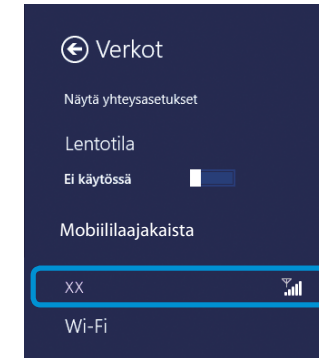 Verkot
Näytä yhteysasetukset
Lentotila
Ei käytössä
Mobiililaajakaista
XX
Wi-Fi